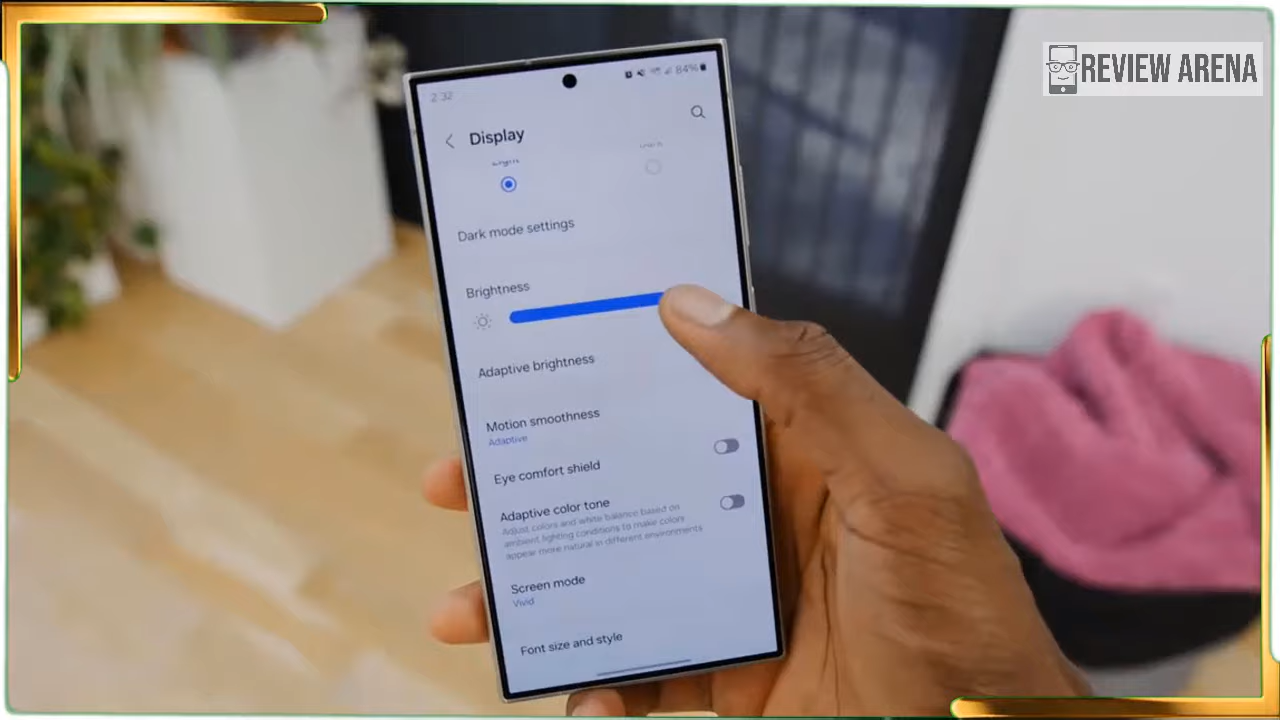 REVIEW ARENA
2:32
84%
Display
Light
Dark mode settings
Brightness
Adaptive brightness
Motion smoothness
Adaptive
Eye comfort shield
Adaptive color tone
Adjust colors and white balance based on
ambient lighting conditions to make colors
appear more natural in different environments
Screen mode
Vivid
Font size and style